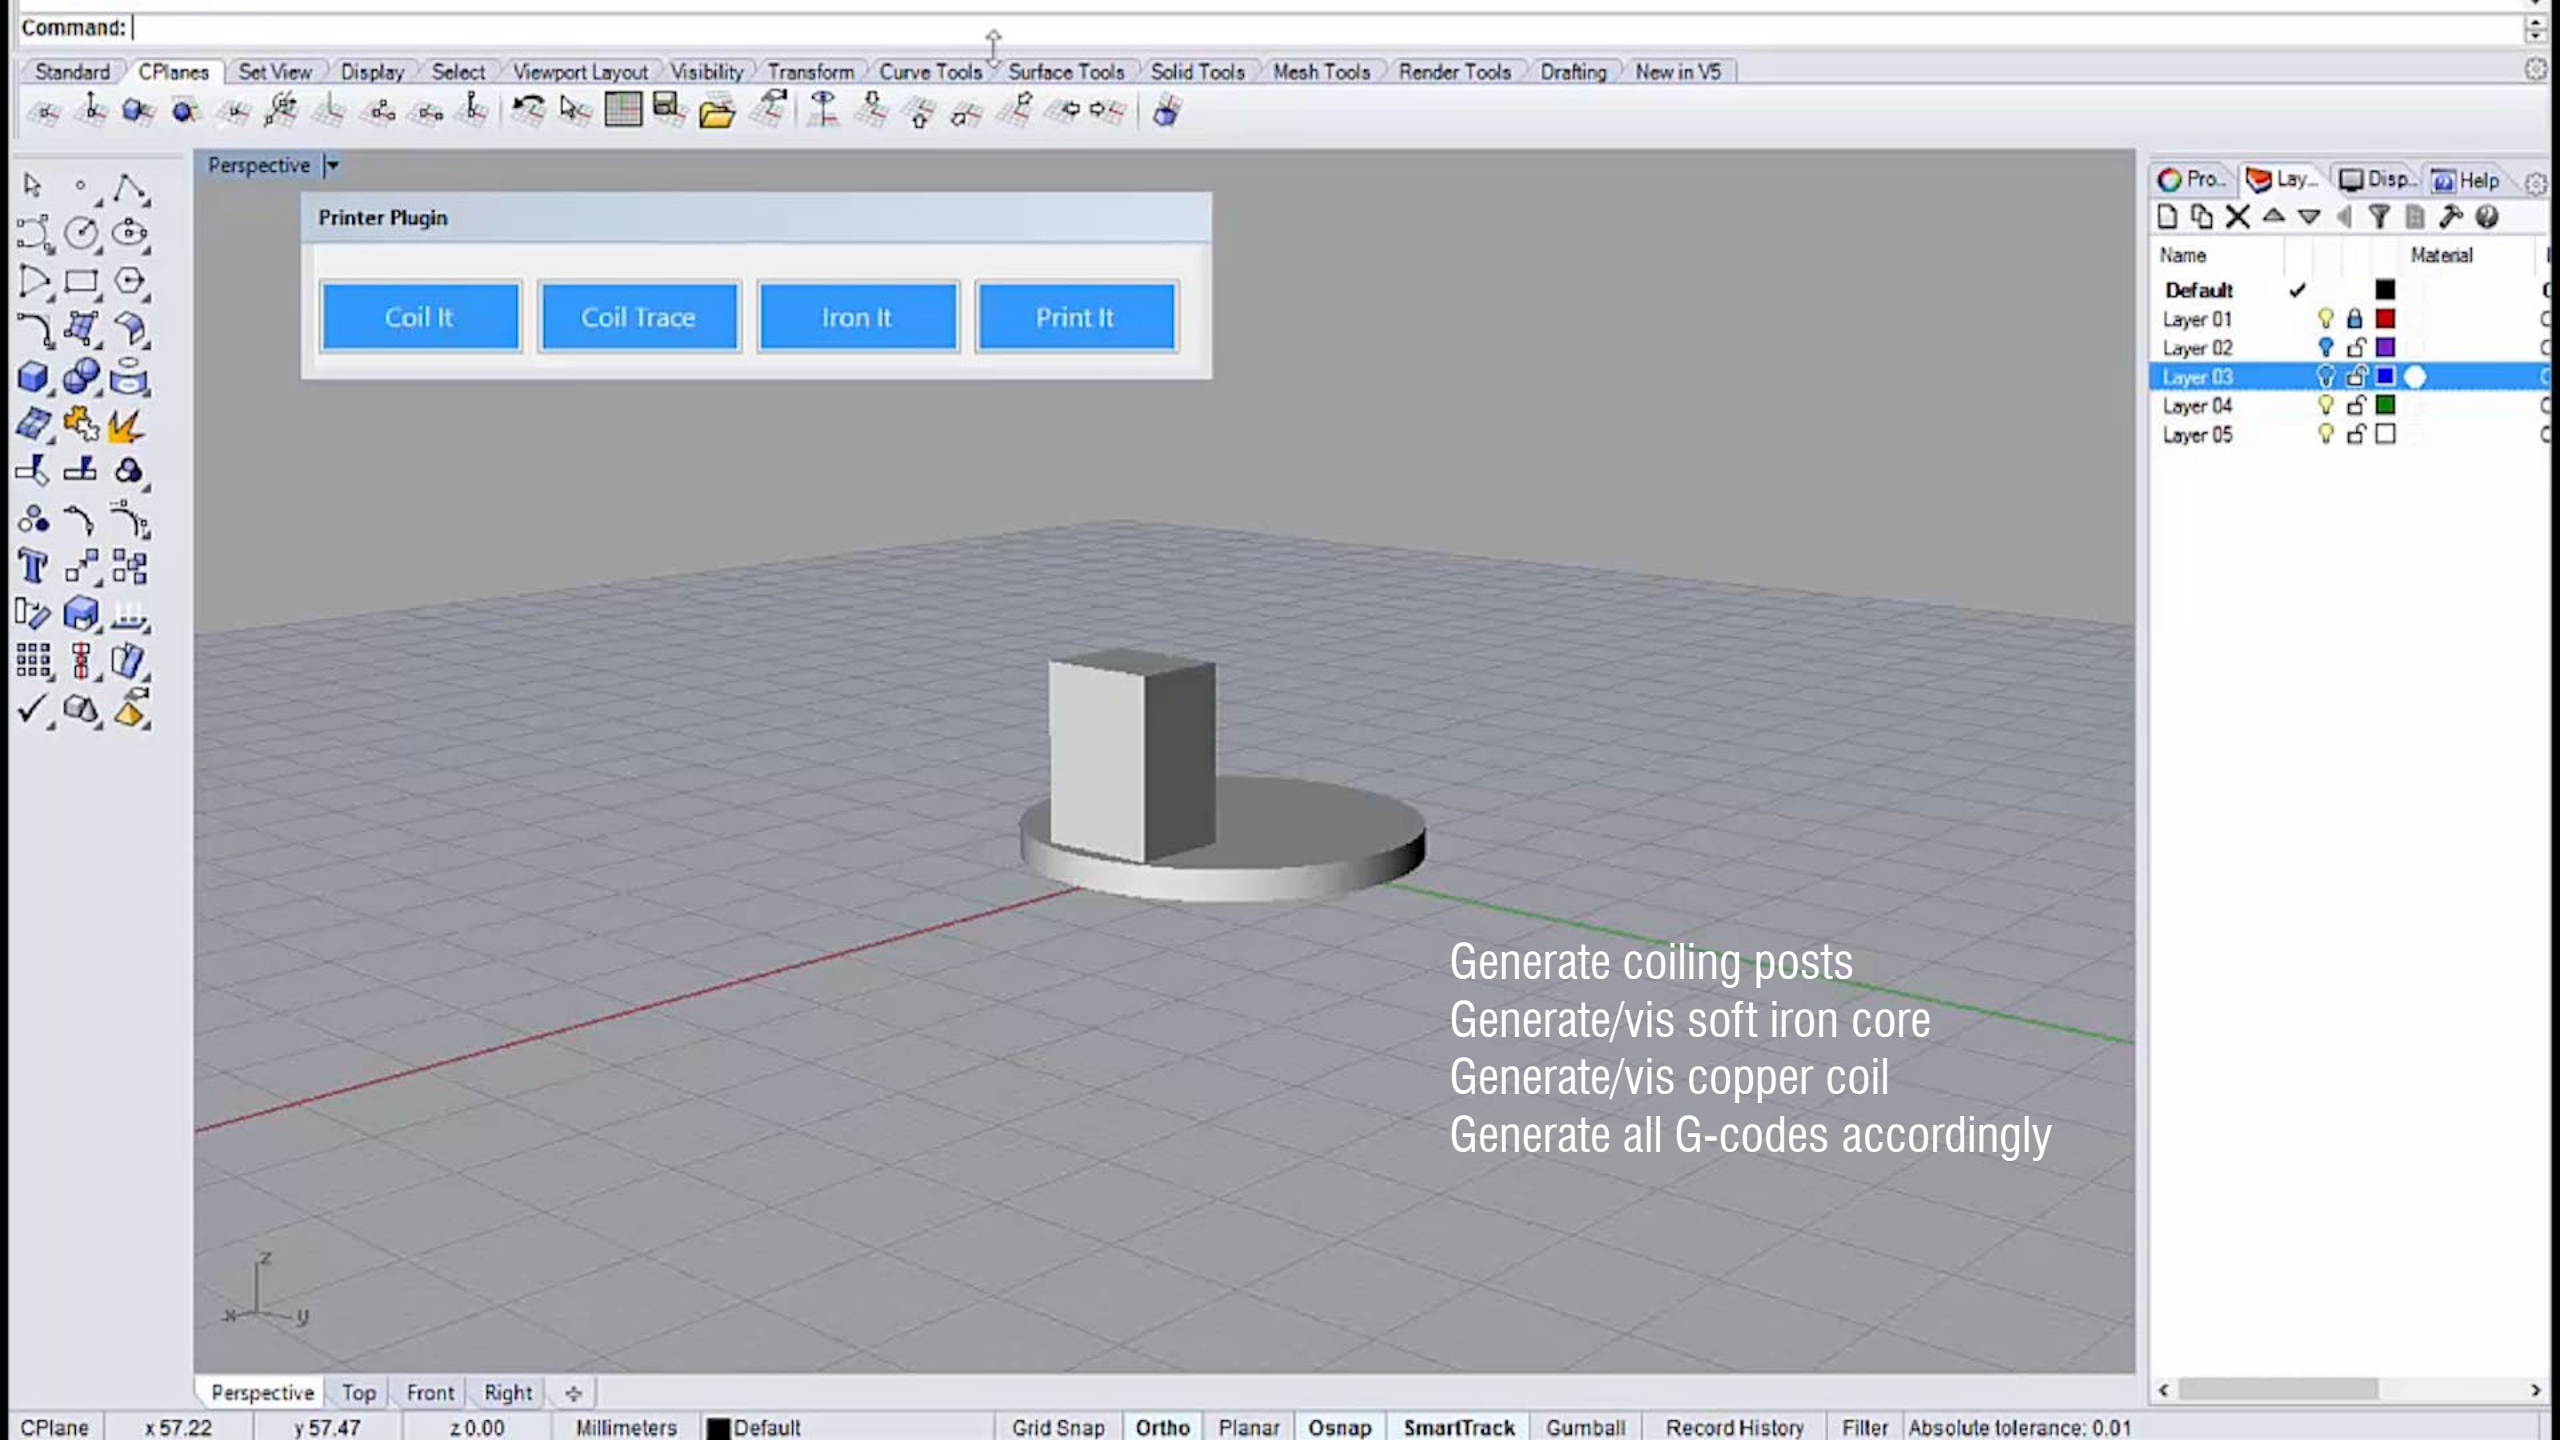 Command:
Standard CPlanes Set View Display Select Viewport Layout Visibility Transform Curve Tools Surface Tools Solid Tools Mesh Tools Render Tools Drafting New in V5
Perspective
Printer Plugin
Coil It Coil Trace Iron It Print It
Pro... Lay... Disp... Help
Name Material
Default
Layer 01
Layer 02
Layer 03
Layer 04
Layer 05
Generate coiling posts
Generate/vis soft iron core
Generate/vis copper coil
Generate all G-codes accordingly
z
x y
Perspective Top Front Right
CPlane x 57.22 y 57.47 z 0.00 Millimeters Default Grid Snap Ortho Planar Osnap SmartTrack Gumball Record History Filter Absolute tolerance: 0.01